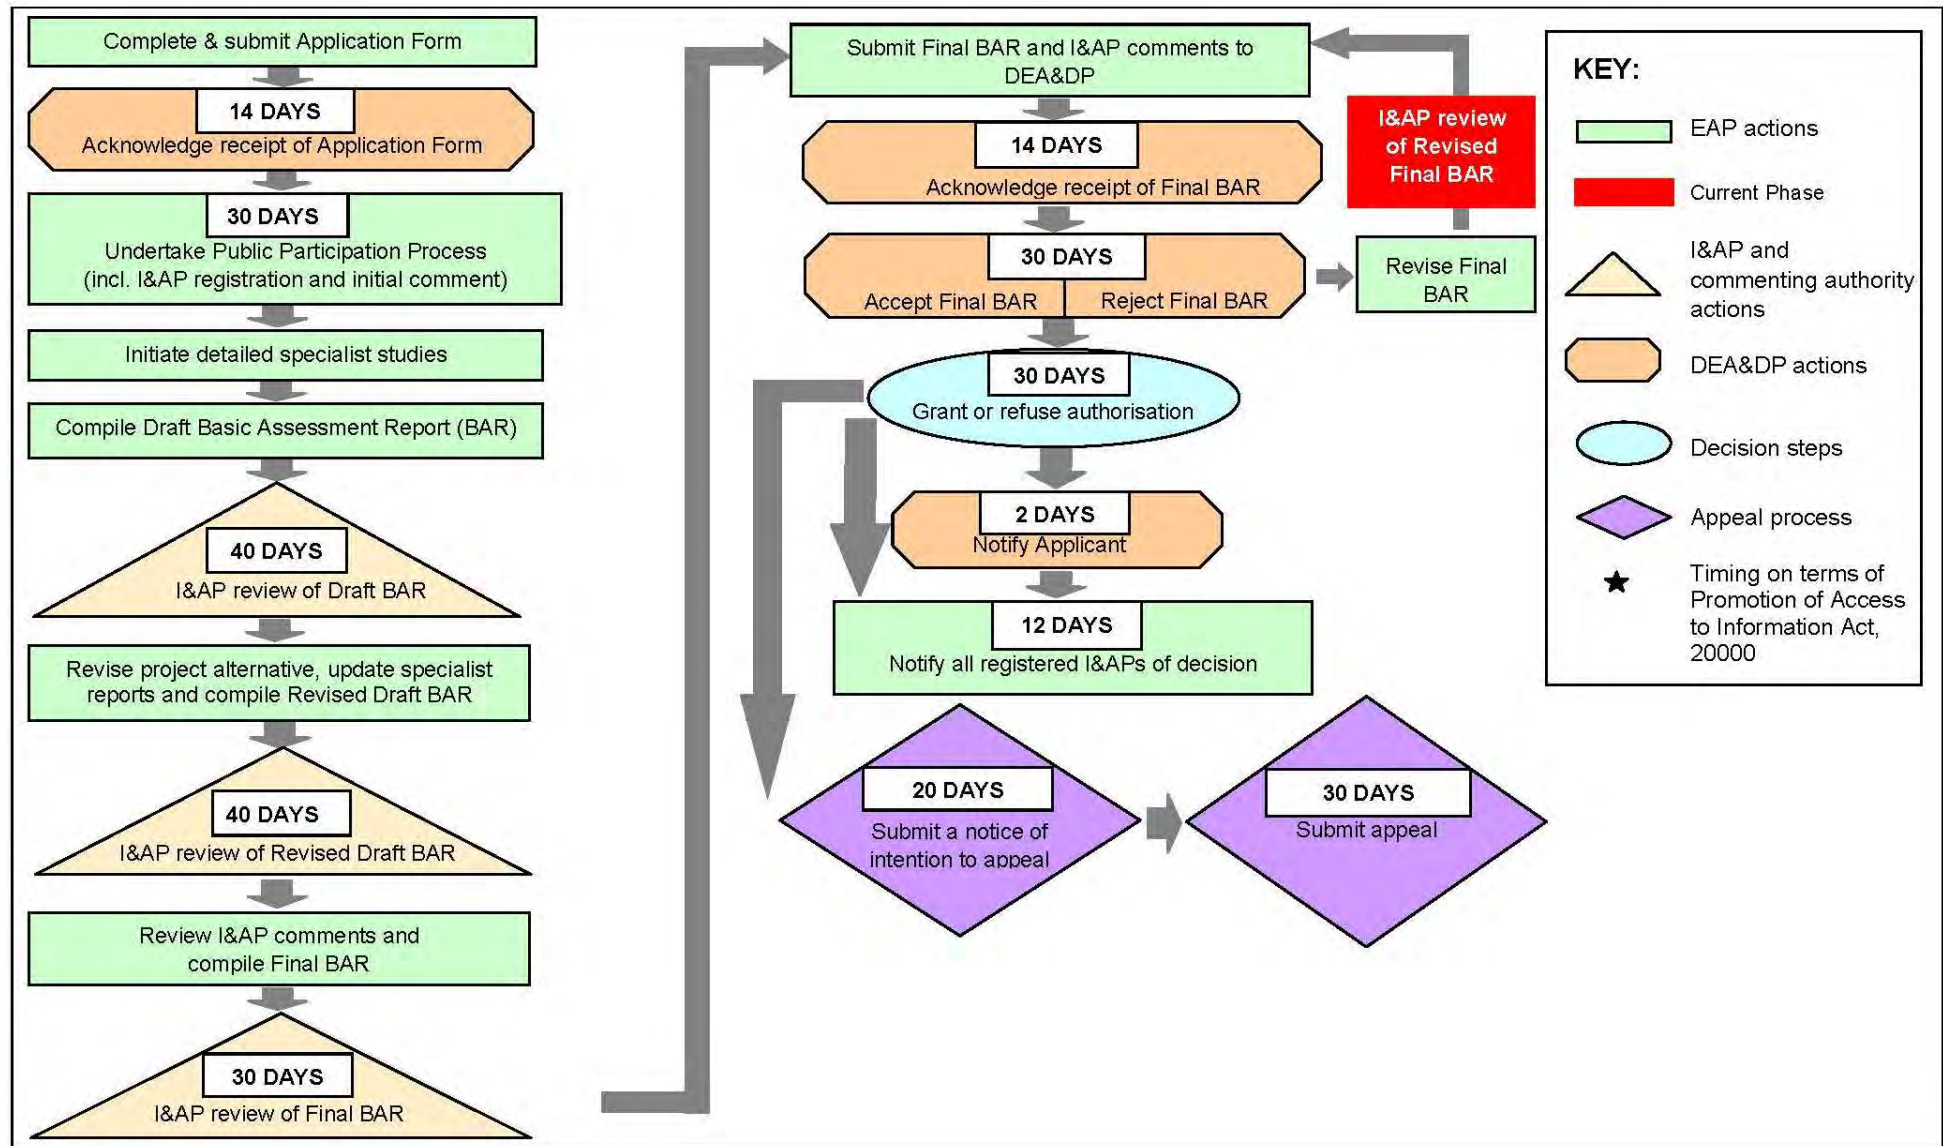 Complete & submit Application Form
14 DAYS
Acknowledge receipt of Application Form
30 DAYS
Undertake Public Participation Process
(incl. I&AP registration and initial comment)
Initiate detailed specialist studies
Compile Draft Basic Assessment Report (BAR)
40 DAYS
I&AP review of Draft BAR
Revise project alternative, update specialist
reports and compile Revised Draft BAR
40 DAYS
I&AP review of Revised Draft BAR
Review I&AP comments and
compile Final BAR
30 DAYS
I&AP review of Final BAR
Submit Final BAR and I&AP comments to
DEA&DP
14 DAYS
Acknowledge receipt of Final BAR
30 DAYS
Accept Final BAR
Reject Final BAR
Revise Final
BAR
I&AP review
of Revised
Final BAR
30 DAYS
Grant or refuse authorisation
2 DAYS
Notify Applicant
12 DAYS
Notify all registered I&APs of decision
20 DAYS
Submit a notice of
intention to appeal
30 DAYS
Submit appeal
KEY:
EAP actions
Current Phase
I&AP and
commenting authority
actions
DEA&DP actions
Decision steps
Appeal process
Timing on terms of
Promotion of Access
to Information Act,
20000